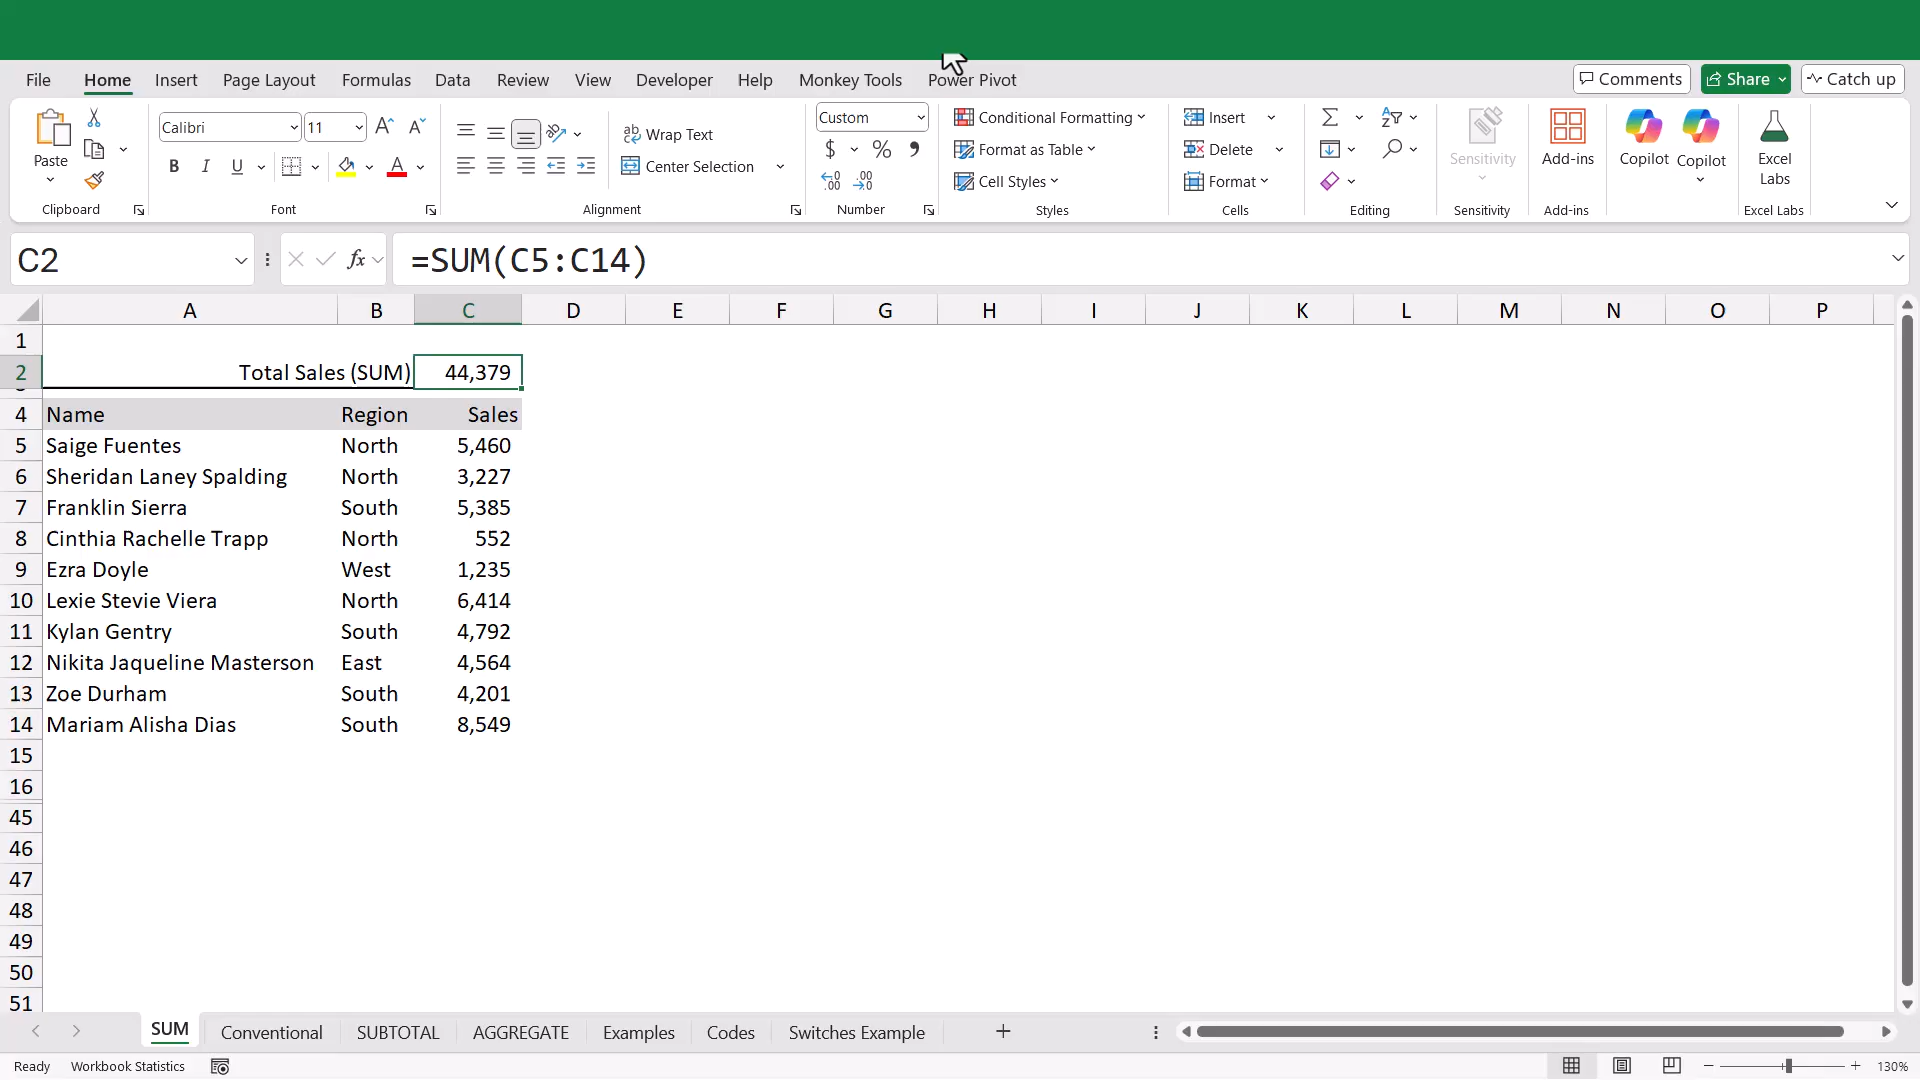 File Home Insert Page Layout Formulas Data Review View Developer Help Monkey Tools Power Pivot Comments Share Catch up
Paste
Clipboard
Calibri 11
B I U A
Font
Wrap Text
Center Selection
Alignment
Custom
$ % 9
Number
Conditional Formatting
Format as Table
Cell Styles
Styles
Insert
Delete
Format
Cells
Editing
Sensitivity
Sensitivity
Add-ins
Add-ins
Copilot
Copilot
Excel
Labs
Excel Labs
C2 fx =SUM(C5:C14)
A B C D E F G H I J K L M N O P
1
2 Total Sales (SUM) 44,379
4 Name Region Sales
5 Saige Fuentes North 5,460
6 Sheridan Laney Spalding North 3,227
7 Franklin Sierra South 5,385
8 Cinthia Rachelle Trapp North 552
9 Ezra Doyle West 1,235
10 Lexie Stevie Viera North 6,414
11 Kylan Gentry South 4,792
12 Nikita Jaqueline Masterson East 4,564
13 Zoe Durham South 4,201
14 Mariam Alisha Dias South 8,549
15
16
45
46
47
48
49
50
51
SUM Conventional SUBTOTAL AGGREGATE Examples Codes Switches Example
Ready Workbook Statistics 130%